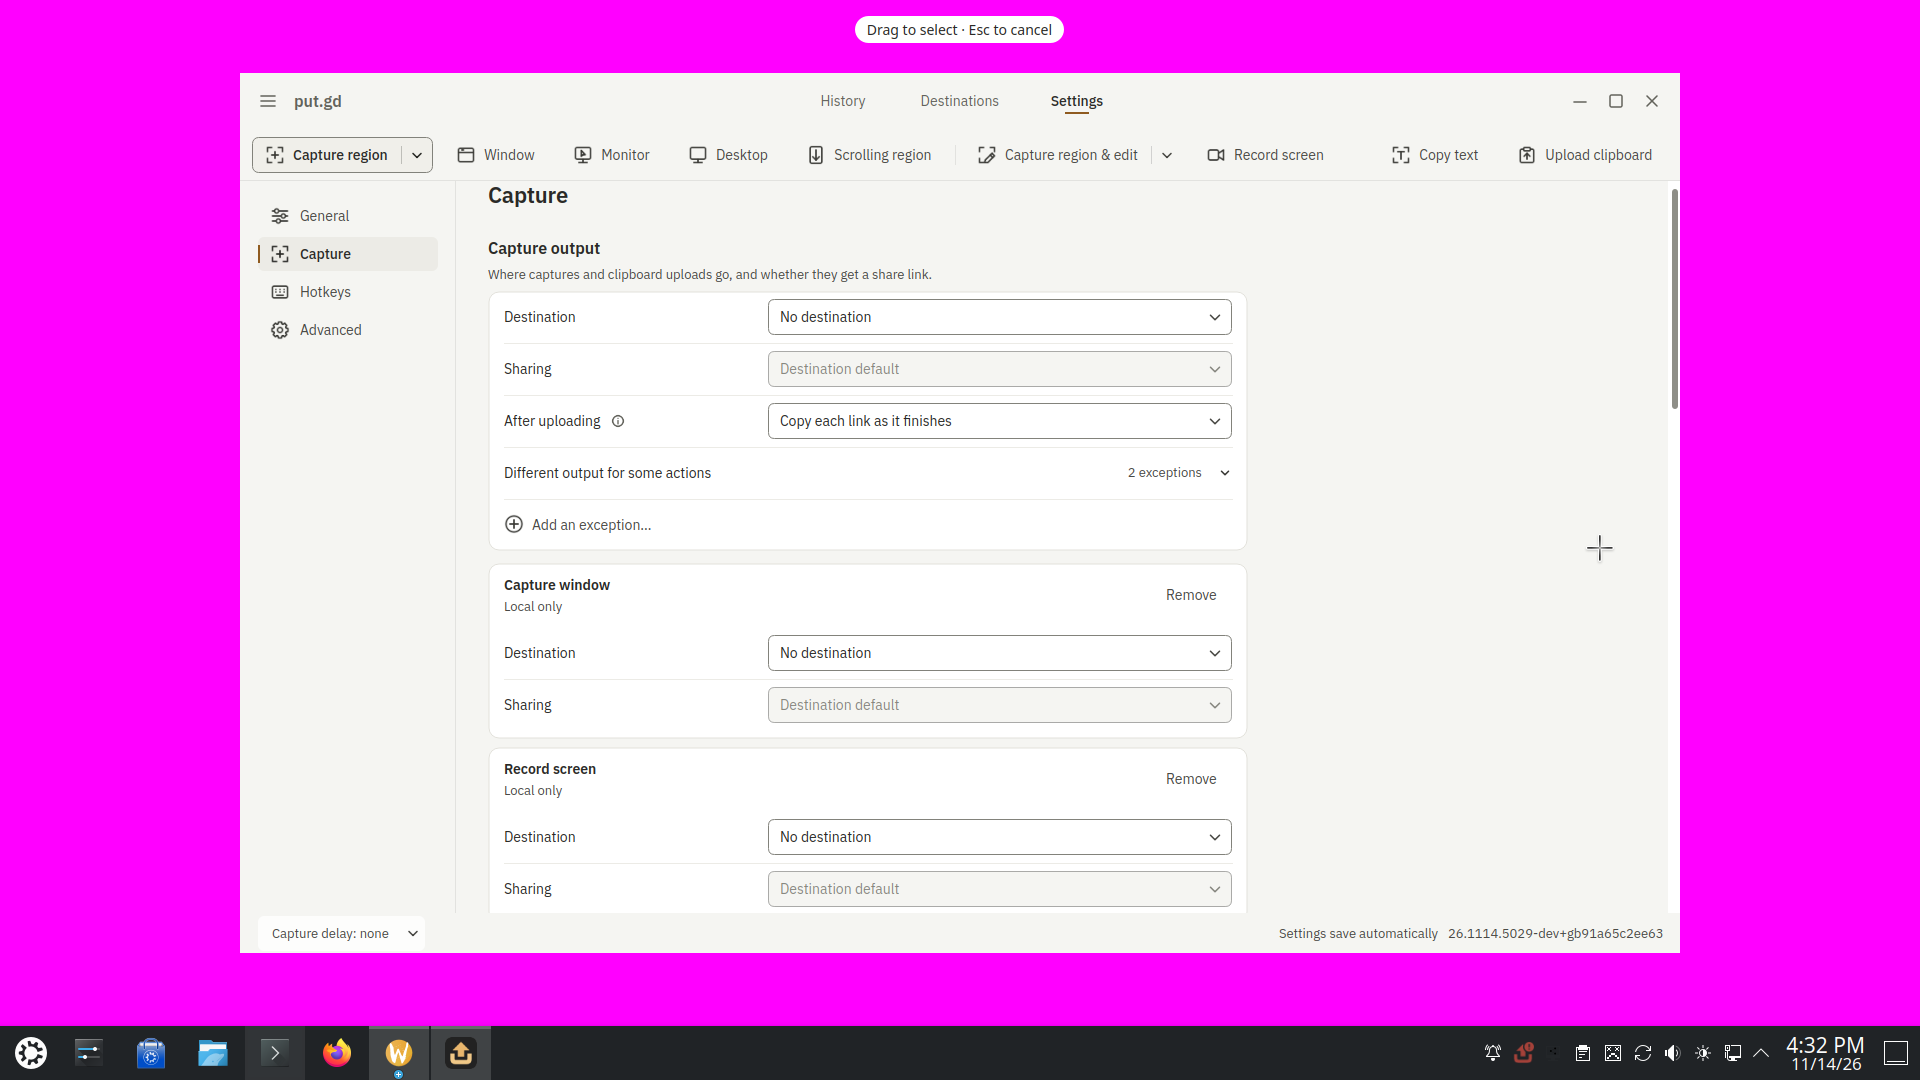 Drag to select · Esc to cancel
put.gd
History
Destinations
Settings
Capture region
Window
Monitor
Desktop
Scrolling region
Capture region & edit
Record screen
Copy text
Upload clipboard
General
Capture
Hotkeys
Advanced
Capture
Capture output
Where captures and clipboard uploads go, and whether they get a share link.
Destination
No destination
Sharing
Destination default
After uploading
Copy each link as it finishes
Different output for some actions
2 exceptions
Add an exception...
Capture window
Local only
Remove
Destination
No destination
Sharing
Destination default
Record screen
Local only
Remove
Destination
No destination
Sharing
Destination default
Capture delay: none
Settings save automatically
26.1114.5029-dev+gb91a65c2ee63
4:32 PM
11/14/26